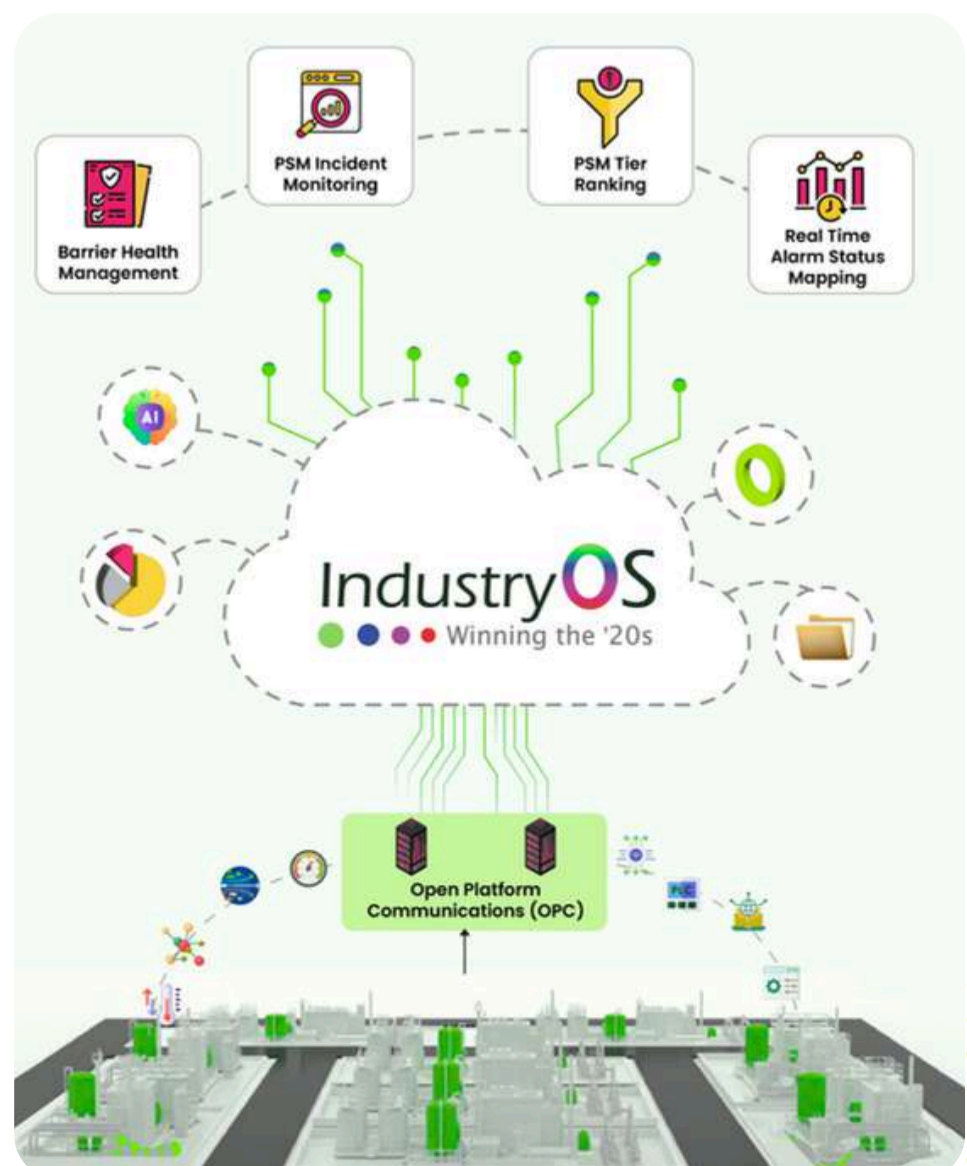 PSM Incident
Monitoring
PSM Tier
Ranking
Barrier Health
Management
Real Time
Alarm Status
Mapping
AI
IndustryOS
Winning the '20s
Open Platform
Communications (OPC)
PLC